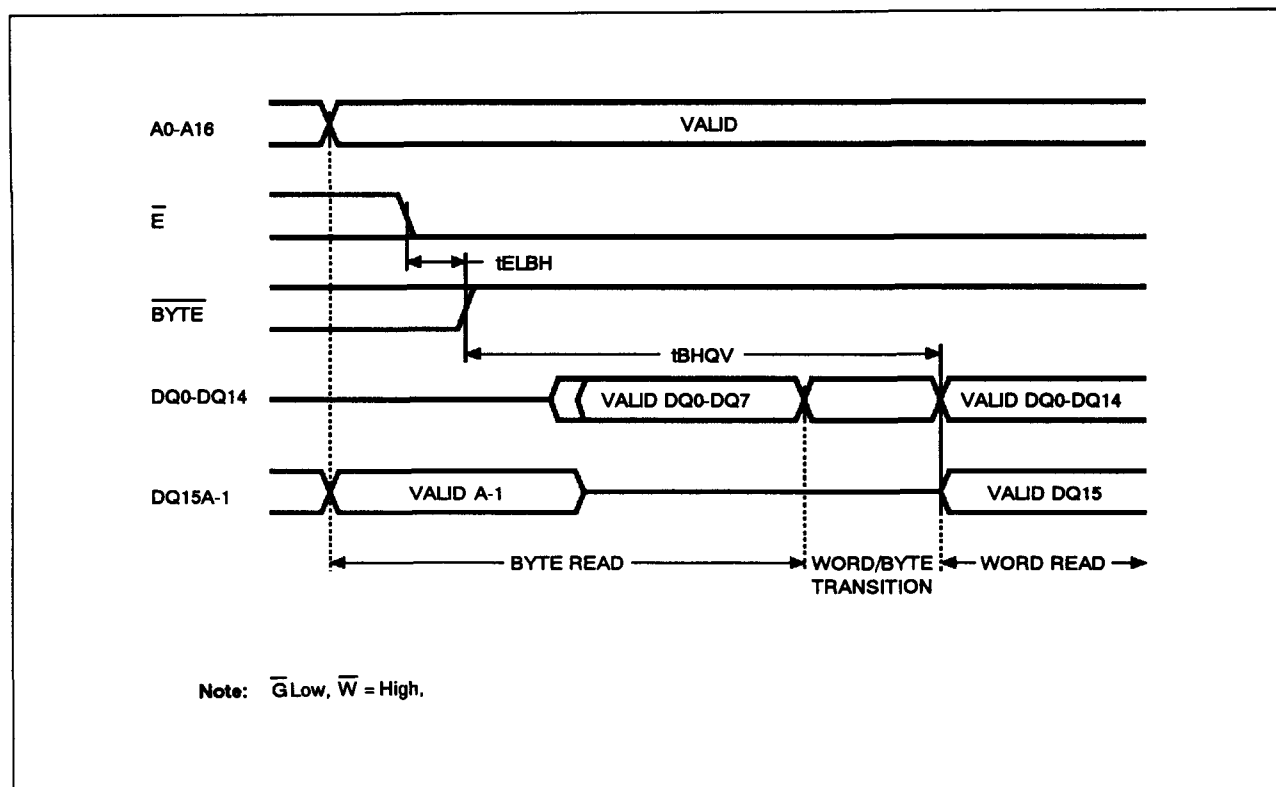 A0-A16 VALID
E̅
tELBH
B̅Y̅T̅E̅
tBHQV
DQ0-DQ14 VALID DQ0-DQ7 VALID DQ0-DQ14
DQ15A-1 VALID A-1 VALID DQ15
BYTE READ WORD/BYTE TRANSITION WORD READ
Note: G̅ Low, W̅ = High,